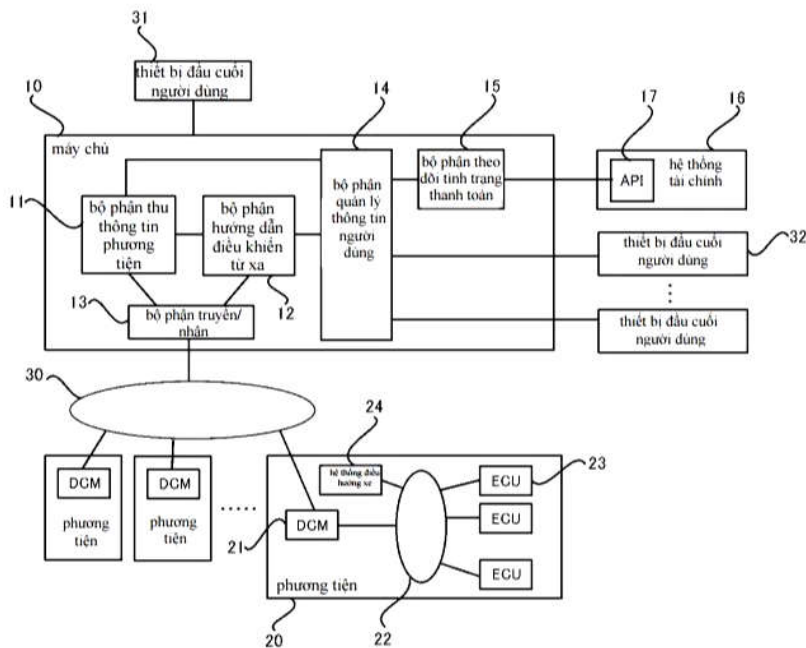 31
thiết bị đầu cuối
người dùng
10
14
15
17
16
máy chủ
bộ phận theo
dõi tình trạng
thanh toán
API
hệ thống
tài chính
11
bộ phận thu
thông tin
phương
tiện
bộ phận
hướng dẫn
điều khiển
từ xa
bộ phận
quản lý
thông tin
người
dùng
thiết bị đầu cuối
người dùng
32
13
bộ phận truyền/
nhận
12
thiết bị đầu cuối
người dùng
30
24
DCM
phương
tiện
DCM
phương
tiện
hệ thống điều
hướng xe
ECU
23
DCM
ECU
21
ECU
phương tiện
20
22